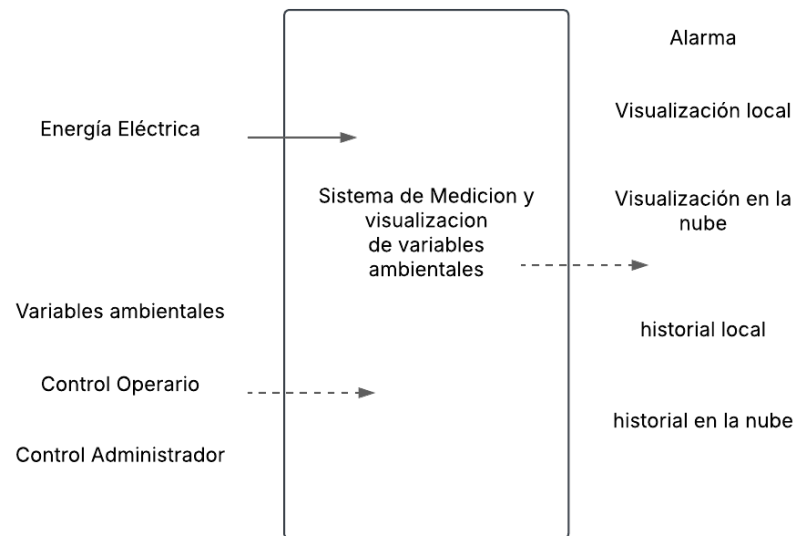 Energía Eléctrica
Variables ambientales
Control Operario
Control Administrador
Sistema de Medicion y
visualizacion
de variables
ambientales
Alarma
Visualización local
Visualización en la
nube
historial local
historial en la nube